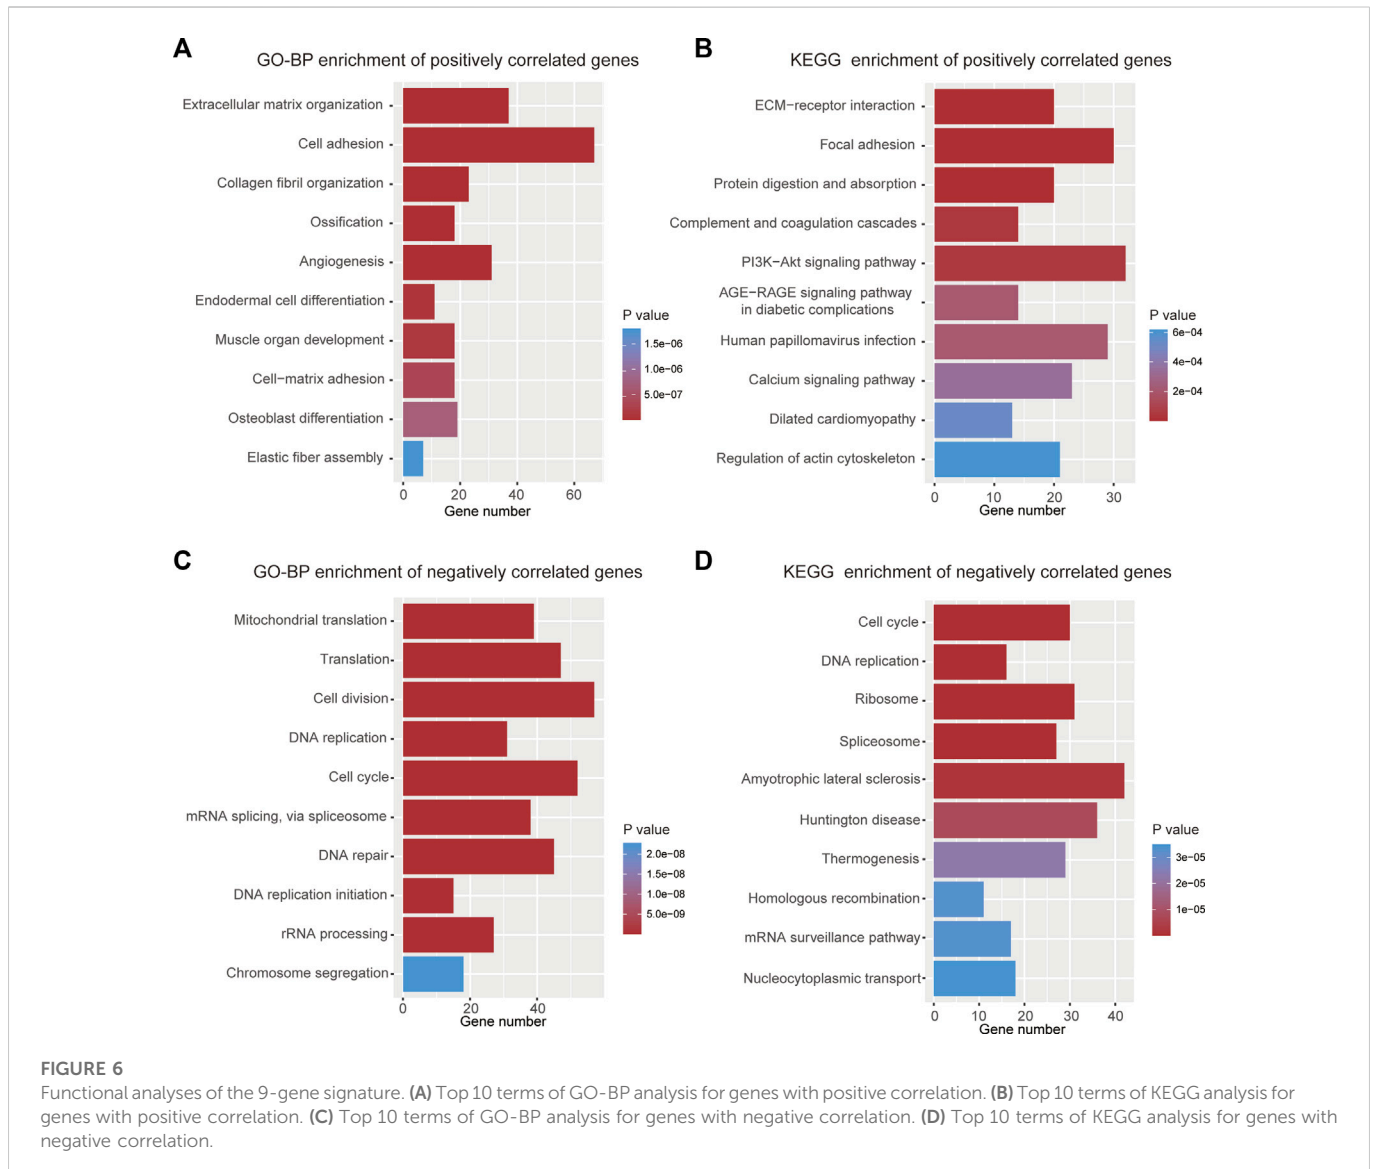 A
GO-BP enrichment of positively correlated genes
Extracellular matrix organization
Cell adhesion
Collagen fibril organization
Ossification
Angiogenesis
Endodermal cell differentiation
Muscle organ development
Cell−matrix adhesion
Osteoblast differentiation
Elastic fiber assembly
0 20 40 60
Gene number
P value
1.5e−06
1.0e−06
5.0e−07
B
KEGG enrichment of positively correlated genes
ECM−receptor interaction
Focal adhesion
Protein digestion and absorption
Complement and coagulation cascades
PI3K−Akt signaling pathway
AGE−RAGE signaling pathway
in diabetic complications
Human papillomavirus infection
Calcium signaling pathway
Dilated cardiomyopathy
Regulation of actin cytoskeleton
0 10 20 30
Gene number
P value
6e−04
4e−04
2e−04
C
GO-BP enrichment of negatively correlated genes
Mitochondrial translation
Translation
Cell division
DNA replication
Cell cycle
mRNA splicing, via spliceosome
DNA repair
DNA replication initiation
rRNA processing
Chromosome segregation
0 20 40
Gene number
P value
2.0e−08
1.5e−08
1.0e−08
5.0e−09
D
KEGG enrichment of negatively correlated genes
Cell cycle
DNA replication
Ribosome
Spliceosome
Amyotrophic lateral sclerosis
Huntington disease
Thermogenesis
Homologous recombination
mRNA surveillance pathway
Nucleocytoplasmic transport
0 10 20 30 40
Gene number
P value
3e−05
2e−05
1e−05
FIGURE 6
Functional analyses of the 9-gene signature. (A) Top 10 terms of GO-BP analysis for genes with positive correlation. (B) Top 10 terms of KEGG analysis for
genes with positive correlation. (C) Top 10 terms of GO-BP analysis for genes with negative correlation. (D) Top 10 terms of KEGG analysis for genes with
negative correlation.